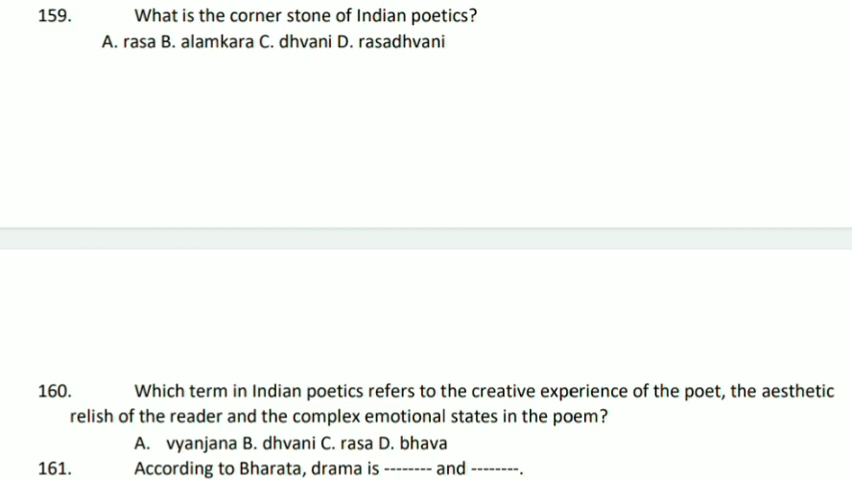 159. What is the corner stone of Indian poetics?
A. rasa B. alamkara C. dhvani D. rasadhvani
160. Which term in Indian poetics refers to the creative experience of the poet, the aesthetic
relish of the reader and the complex emotional states in the poem?
A. vyanjana B. dhvani C. rasa D. bhava
161. According to Bharata, drama is -------- and --------.